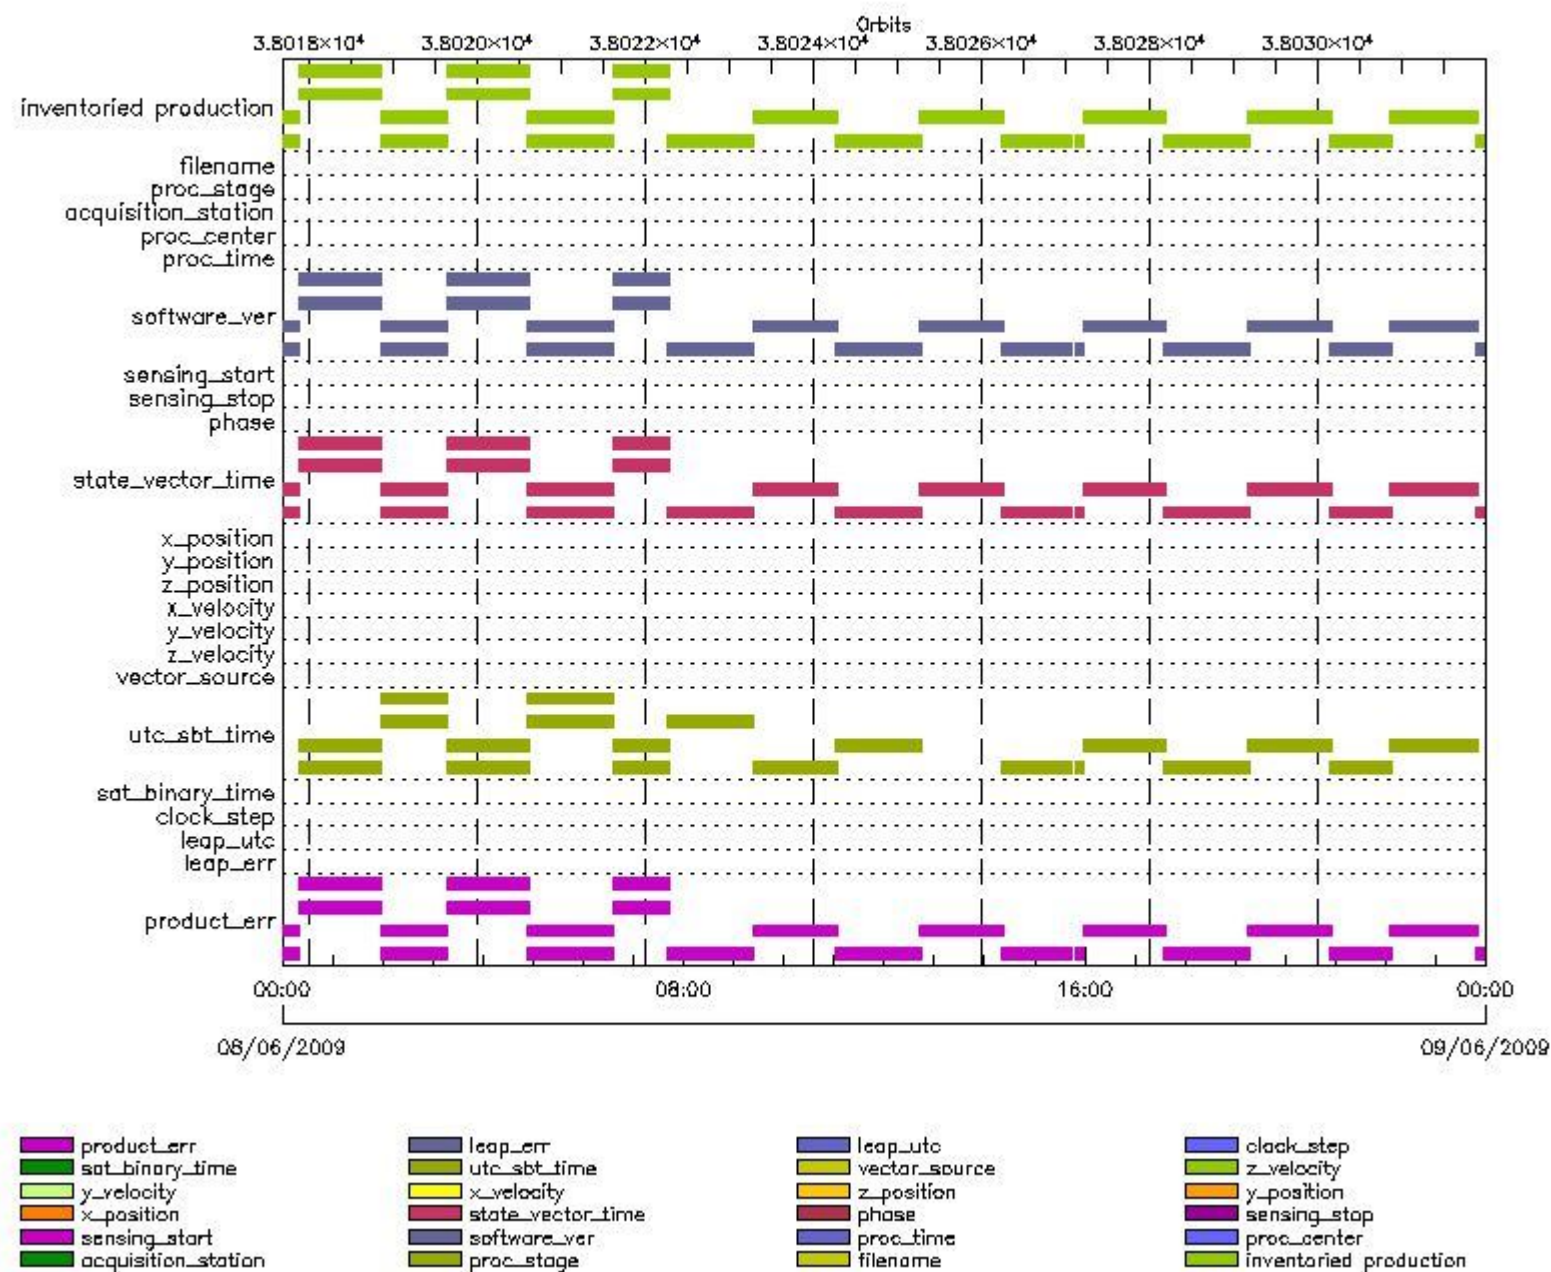 Orbits
3.8018×10⁴ 3.8020×10⁴ 3.8022×10⁴ 3.8024×10⁴ 3.8026×10⁴ 3.8028×10⁴ 3.8030×10⁴
inventoried production
filename
proc_stage
acquisition_station
proc_center
proc_time
software_ver
sensing_start
sensing_stop
phase
state_vector_time
x_position
y_position
z_position
x_velocity
y_velocity
z_velocity
vector_source
utc_sbt_time
sat_binary_time
clock_step
leap_utc
leap_err
product_err
00:00 08:00 16:00 00:00
08/06/2009 09/06/2009
product_err leap_err leap_utc clock_step
sat_binary_time utc_sbt_time vector_source z_velocity
y_velocity x_velocity z_position y_position
x_position state_vector_time phase sensing_stop
sensing_start software_ver proc_time proc_center
acquisition_station proc_stage filename inventoried production